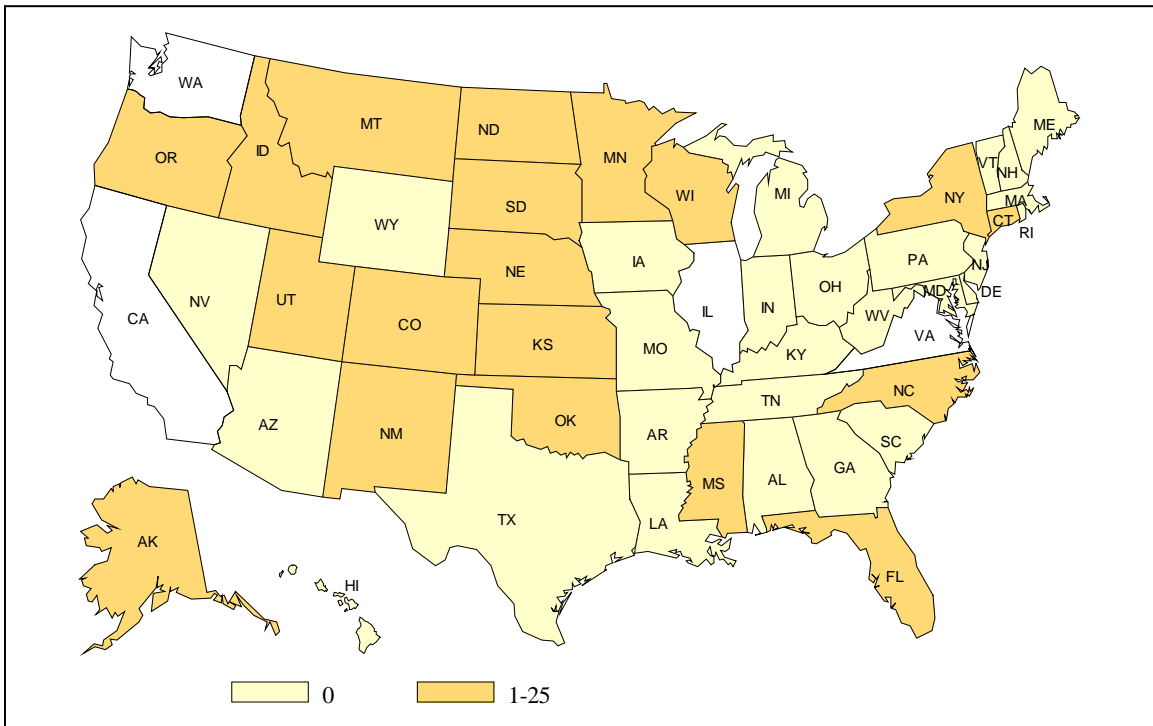 WA
MT
ND
ME
OR
ID
MN
VT
NH
WI
NY
MA
SD
MI
CT
RI
WY
IA
NE
PA
NJ
NV
UT
OH
MD
DE
CA
CO
IL
IN
WV
VA
KS
MO
KY
NC
TN
OK
AZ
NM
AR
SC
MS
AL
GA
TX
LA
AK
FL
HI
0
1-25